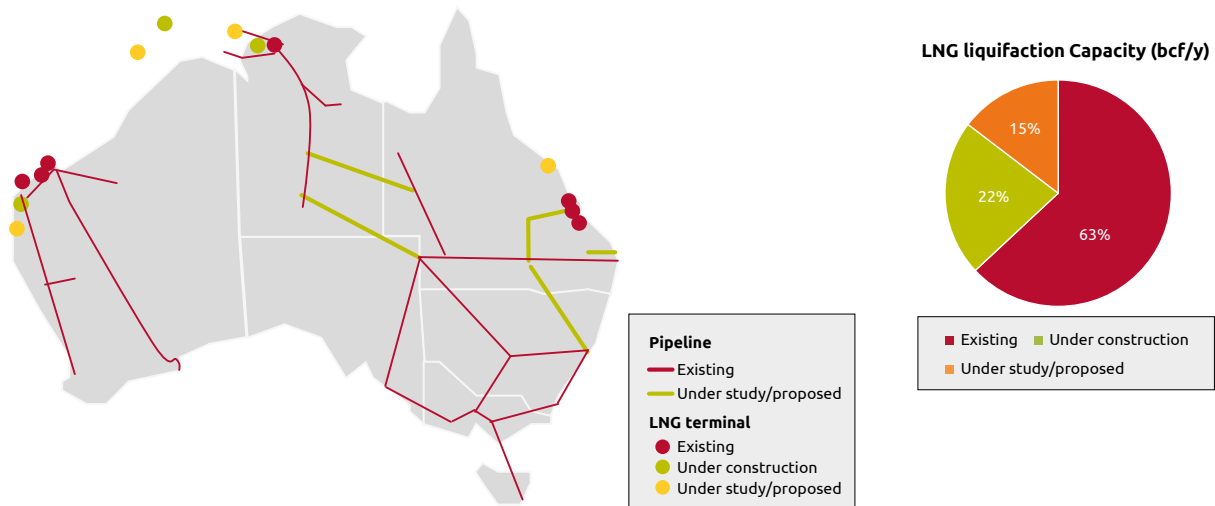 LNG liquifaction Capacity (bcf/y)
15%
22%
63%
Existing
Under construction
Under study/proposed
Pipeline
Existing
Under study/proposed
LNG terminal
Existing
Under construction
Under study/proposed